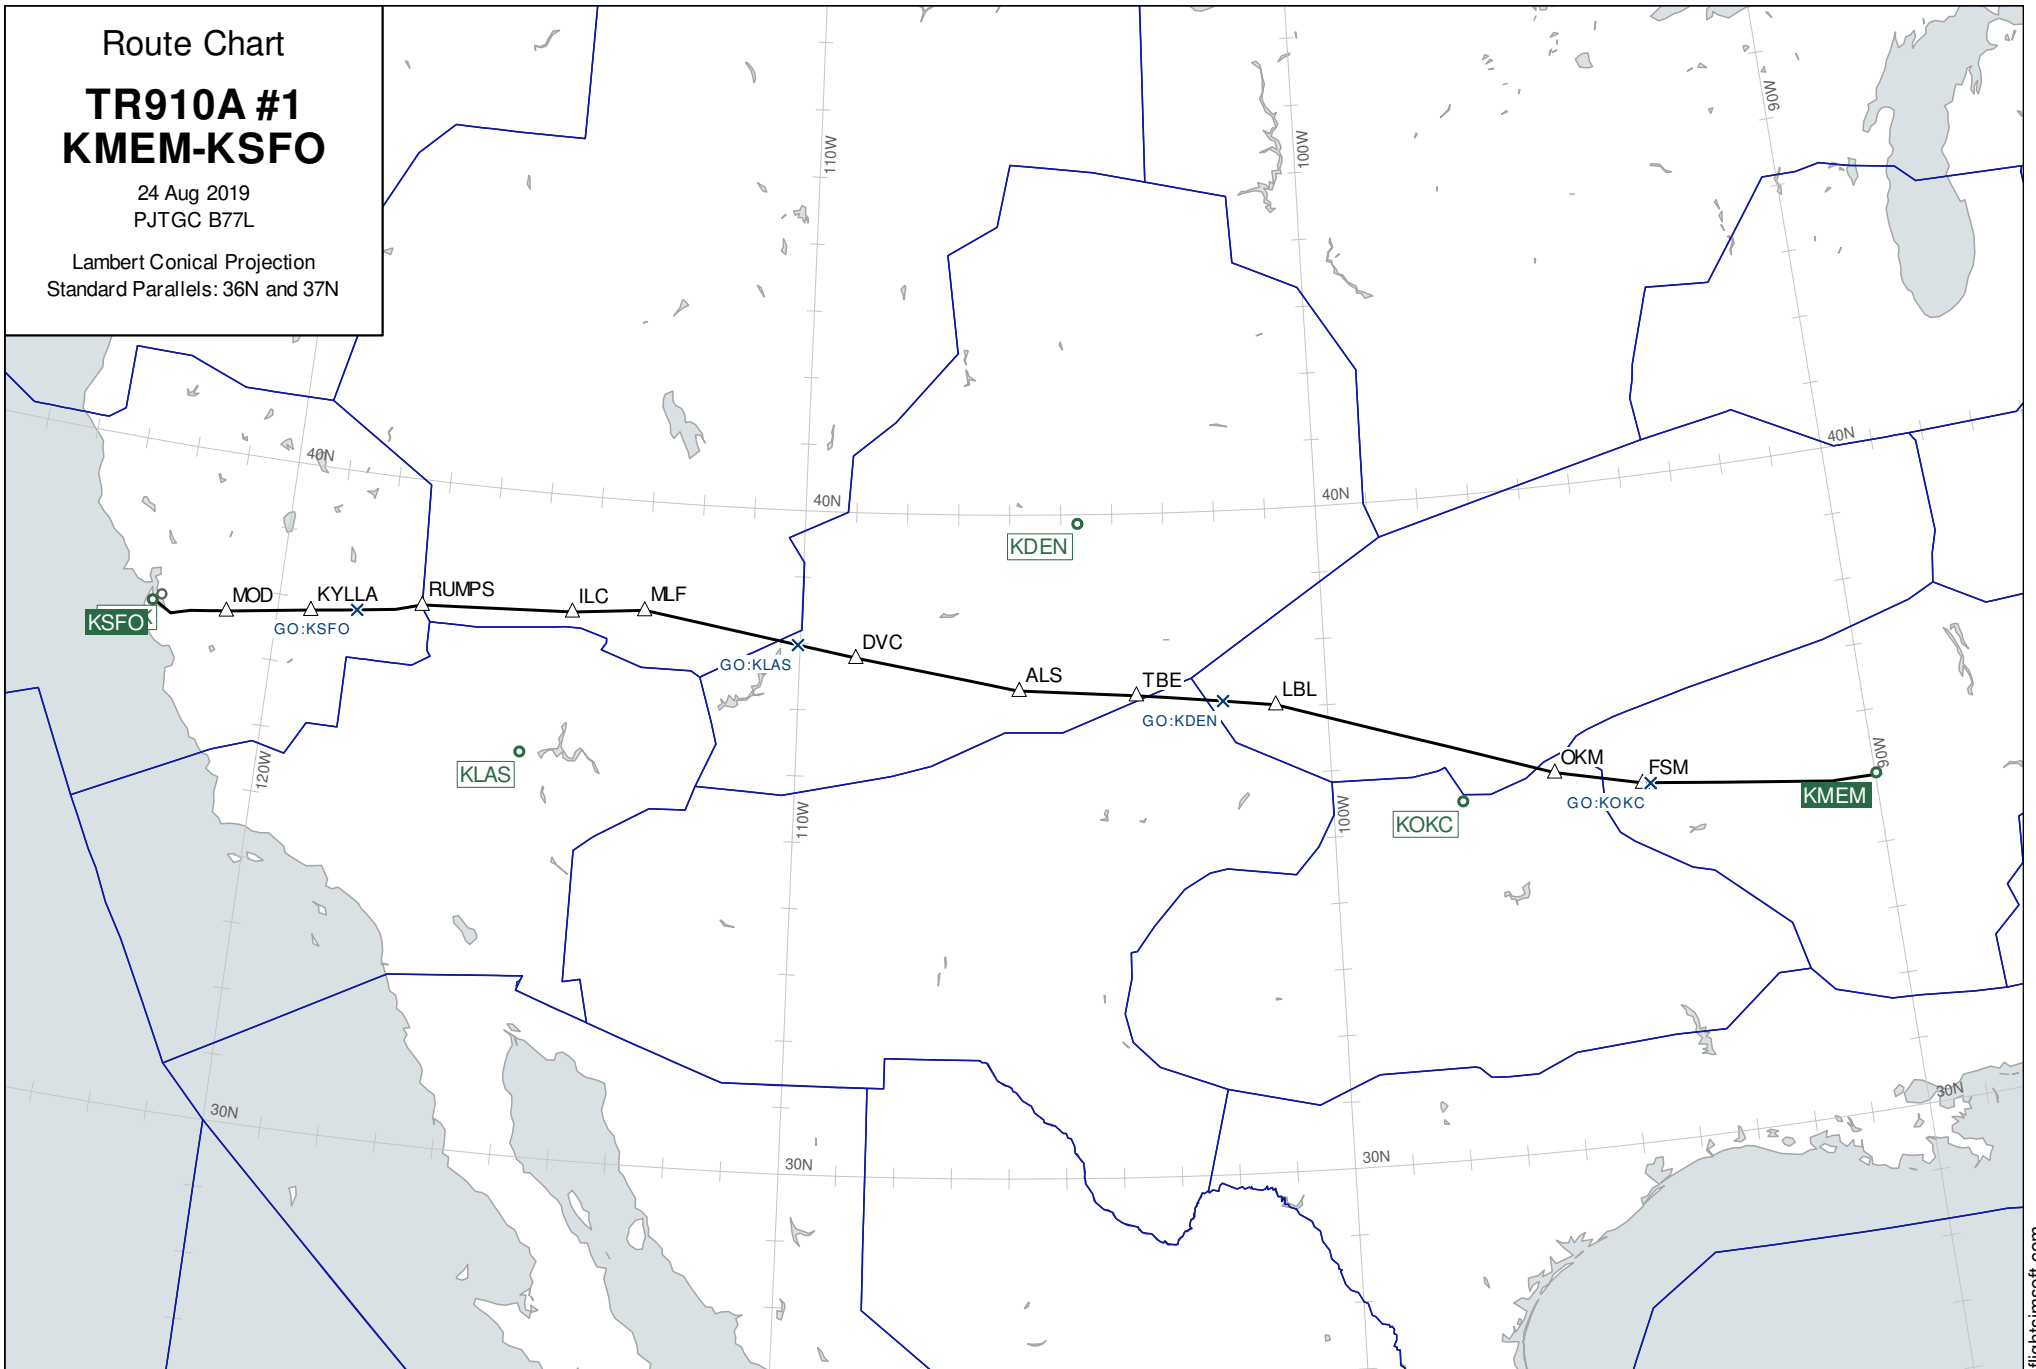 Route Chart
TR910A #1
KMEM-KSFO
24 Aug 2019
PJTGC B77L
Lambert Conical Projection
Standard Parallels: 36N and 37N
110W
100W
90W
40N
40N
40N
40N
KDEN
MOD
KYLLA
RUMPS
ILC
MLF
KSFO
GO:KSFO
GO:KLAS
DVC
ALS
TBE
LBL
GO:KDEN
KLAS
120W
110W
100W
90W
OKM
FSM
GO:KOKC
KMEM
KOKC
30N
30N
30N
30N
flightsimsoft.com